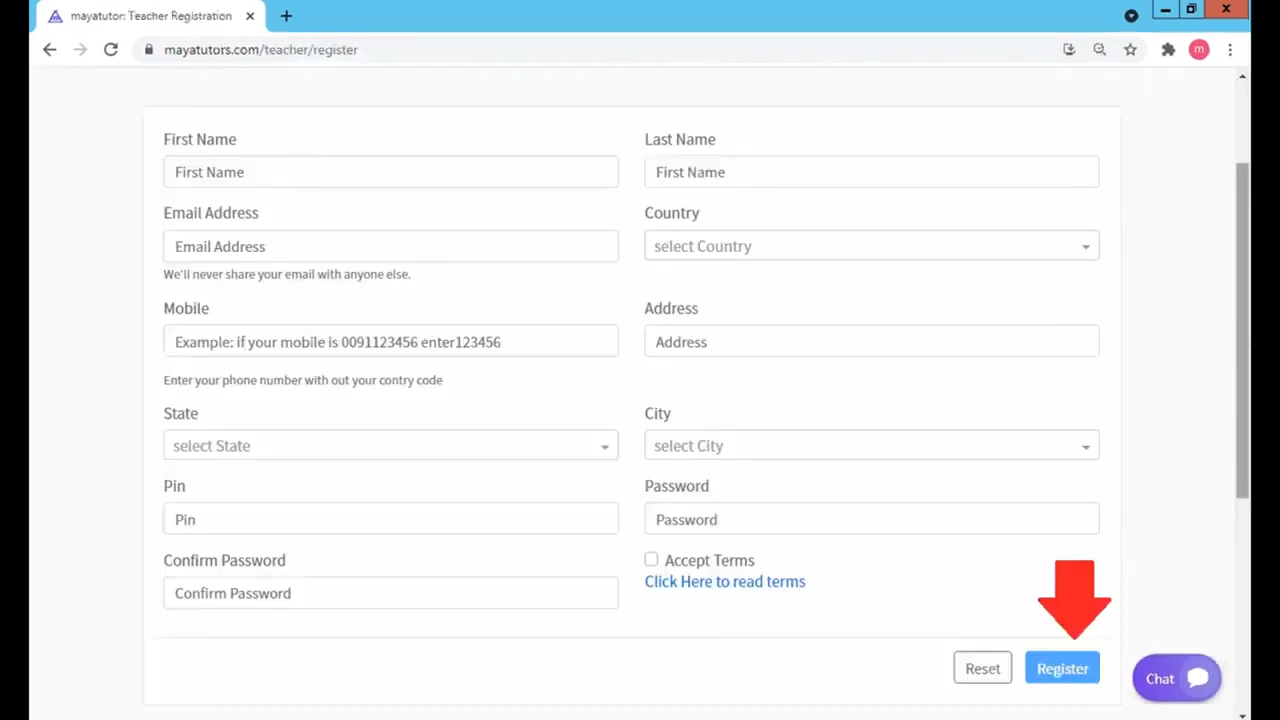 mayatutor: Teacher Registration
mayatutors.com/teacher/register
m
First Name
Last Name
First Name
First Name
Email Address
Country
Email Address
select Country
We'll never share your email with anyone else.
Mobile
Address
Example: if your mobile is 0091123456 enter123456
Address
Enter your phone number with out your contry code
State
City
select State
select City
Pin
Password
Pin
Password
Confirm Password
Accept Terms
Click Here to read terms
Confirm Password
Reset
Register
Chat